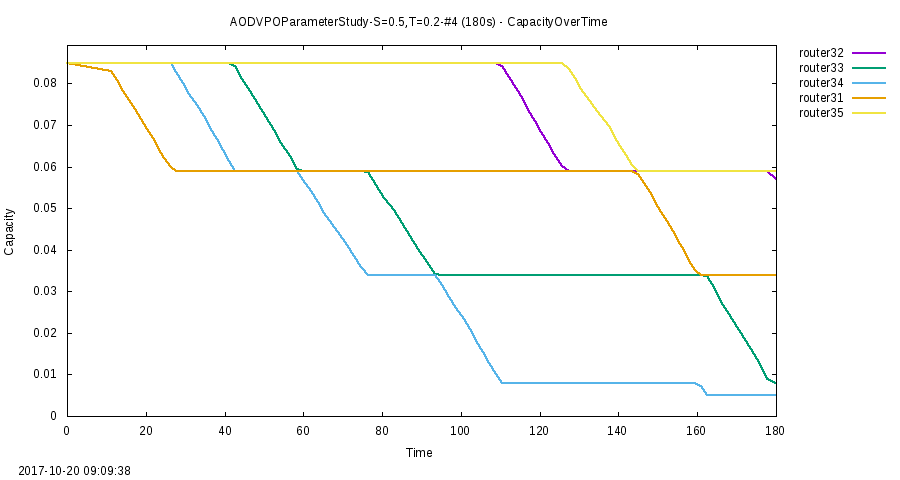 AODVPOParameterStudy-S=0.5,T=0.2-#4 (180s) - CapacityOverTime
router32
router33
router34
router31
router35
0.08
0.07
0.06
0.05
0.04
0.03
0.02
0.01
0
Capacity
0 20 40 60 80 100 120 140 160 180
Time
2017-10-20 09:09:38